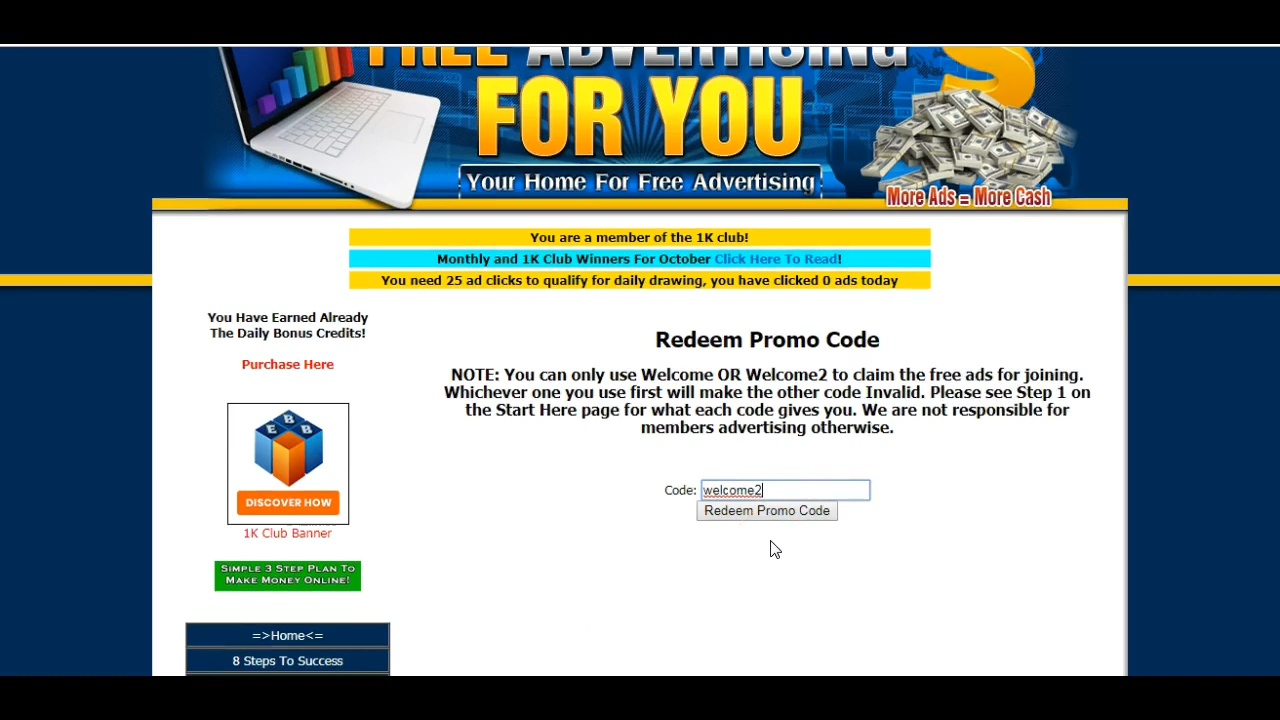 FREE ADVERTISING
FOR YOU
Your Home For Free Advertising
More Ads = More Cash
You are a member of the 1K club!
Monthly and 1K Club Winners For October Click Here To Read!
You need 25 ad clicks to qualify for daily drawing, you have clicked 0 ads today
You Have Earned Already
The Daily Bonus Credits!
Purchase Here
EBB
DISCOVER HOW
1K Club Banner
SIMPLE 3 STEP PLAN TO
MAKE MONEY ONLINE!
=>Home<=
8 Steps To Success
Redeem Promo Code
NOTE: You can only use Welcome OR Welcome2 to claim the free ads for joining.
Whichever one you use first will make the other code Invalid. Please see Step 1 on
the Start Here page for what each code gives you. We are not responsible for
members advertising otherwise.
Code: welcome2
Redeem Promo Code